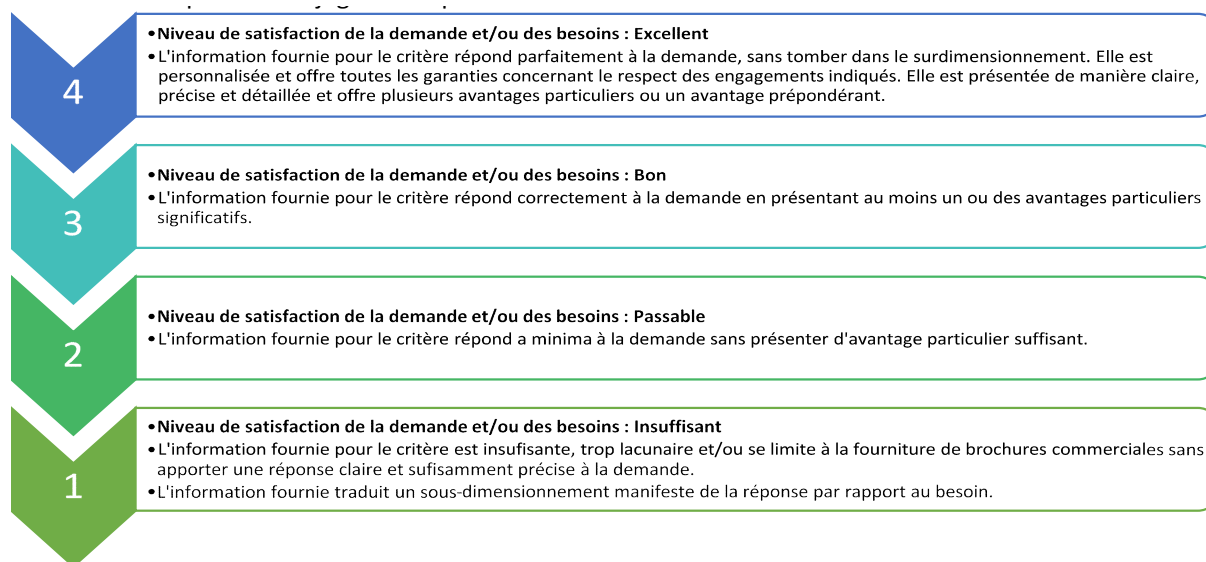 4
•Niveau de satisfaction de la demande et/ou des besoins : Excellent
•L'information fournie pour le critère répond parfaitement à la demande, sans tomber dans le surdimensionnement. Elle est
personnalisée et offre toutes les garanties concernant le respect des engagements indiqués. Elle est présentée de manière claire,
précise et détaillée et offre plusieurs avantages particuliers ou un avantage prépondérant.
3
•Niveau de satisfaction de la demande et/ou des besoins : Bon
•L'information fournie pour le critère répond correctement à la demande en présentant au moins un ou des avantages particuliers
significatifs.
2
•Niveau de satisfaction de la demande et/ou des besoins : Passable
•L'information fournie pour le critère répond a minima à la demande sans présenter d'avantage particulier suffisant.
1
•Niveau de satisfaction de la demande et/ou des besoins : Insuffisant
•L'information fournie pour le critère est insufisante, trop lacunaire et/ou se limite à la fourniture de brochures commerciales sans
apporter une réponse claire et sufisamment précise à la demande.
•L'information fournie traduit un sous-dimensionnement manifeste de la réponse par rapport au besoin.